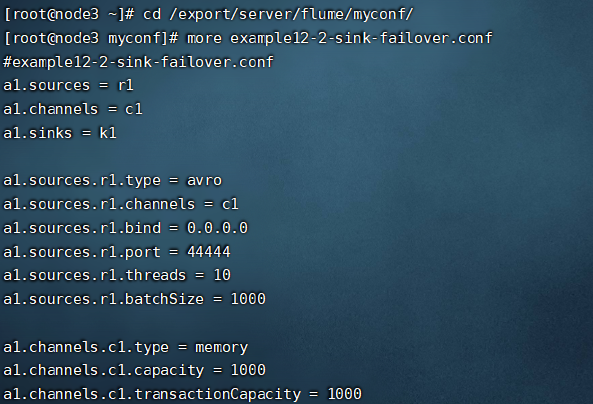 [root@node3 ~]# cd /export/server/flume/myconf/
[root@node3 myconf]# more example12-2-sink-failover.conf
#example12-2-sink-failover.conf
a1.sources = r1
a1.channels = c1
a1.sinks = k1
a1.sources.r1.type = avro
a1.sources.r1.channels = c1
a1.sources.r1.bind = 0.0.0.0
a1.sources.r1.port = 44444
a1.sources.r1.threads = 10
a1.sources.r1.batchSize = 1000
a1.channels.c1.type = memory
a1.channels.c1.capacity = 1000
a1.channels.c1.transactionCapacity = 1000